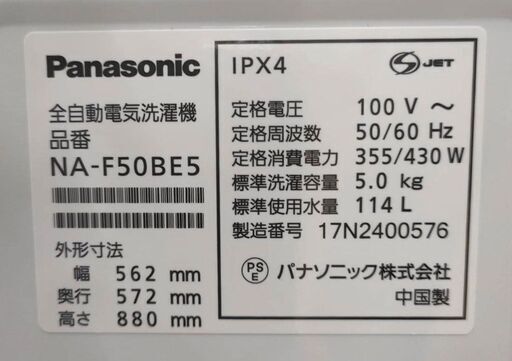 Panasonic
全自動電気洗濯機
品番
NA-F50BE5
外形寸法
幅 562 mm
奥行 572 mm
高さ 880 mm
IPX4
S JET
定格電圧 100 V ～
定格周波数 50/60 Hz
定格消費電力 355/430 W
標準洗濯容量 5.0 kg
標準使用水量 114 L
製造番号 17N2400576
PS
E
パナソニック株式会社
中国製